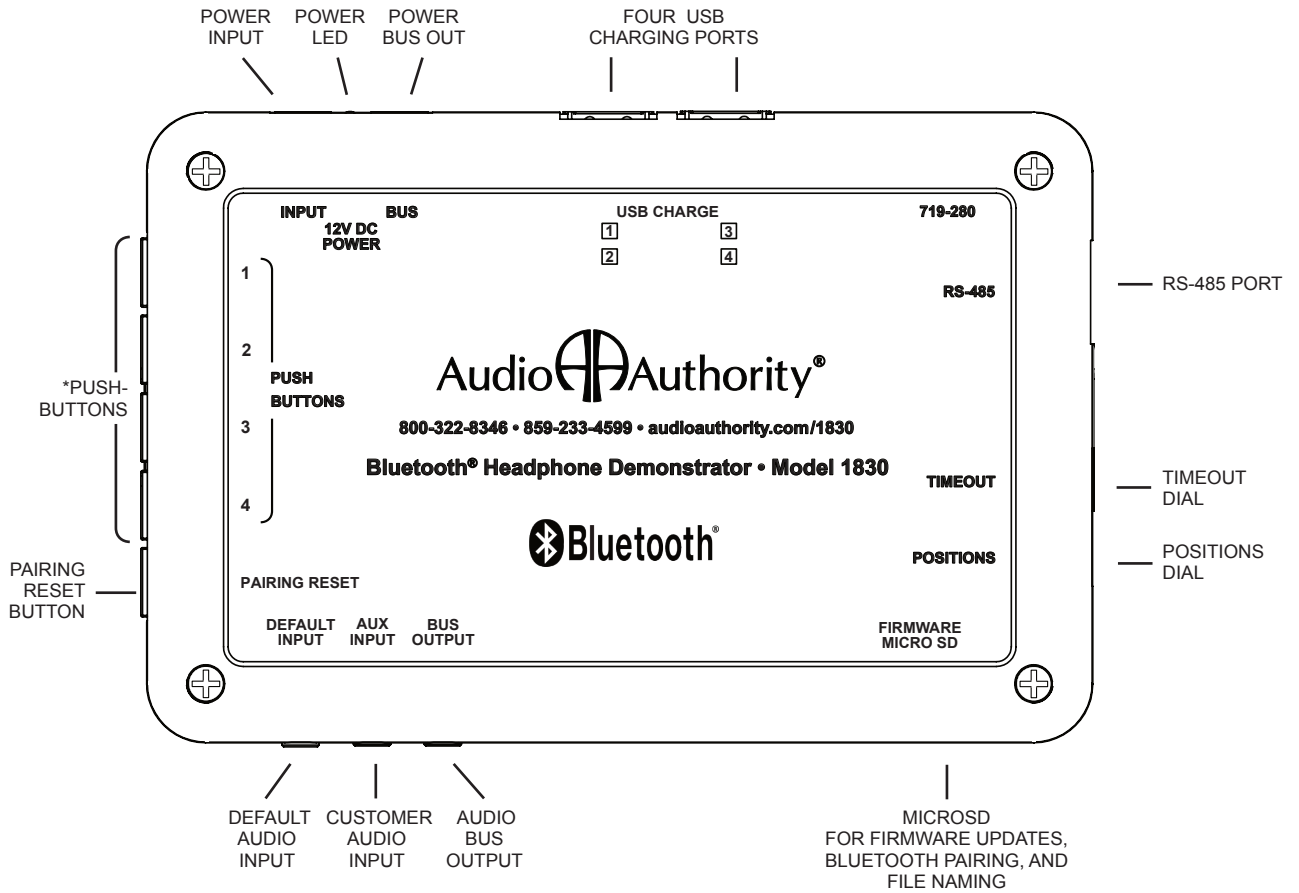 POWER
INPUT
POWER
LED
POWER
BUS OUT
FOUR USB
CHARGING PORTS
INPUT
BUS
12V DC
POWER
USB CHARGE
1
3
2
4
719-280
RS-485
RS-485 PORT
1
2
3
4
PUSH
BUTTONS
*PUSH-
BUTTONS
Audio Authority®
800-322-8346 • 859-233-4599 • audioauthority.com/1830
Bluetooth® Headphone Demonstrator • Model 1830
Bluetooth®
TIMEOUT
TIMEOUT
DIAL
POSITIONS
POSITIONS
DIAL
PAIRING
RESET
BUTTON
PAIRING RESET
DEFAULT
INPUT
AUX
INPUT
BUS
OUTPUT
FIRMWARE
MICRO SD
DEFAULT
AUDIO
INPUT
CUSTOMER
AUDIO
INPUT
AUDIO
BUS
OUTPUT
MICROSD
FOR FIRMWARE UPDATES,
BLUETOOTH PAIRING, AND
FILE NAMING